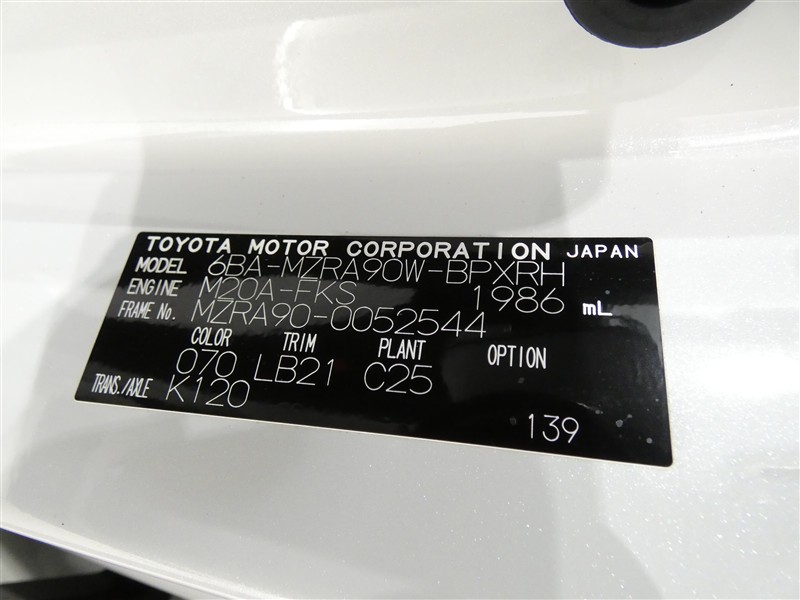 TOYOTA MOTOR CORPORATION JAPAN
MODEL 6BA-MZRA90W-BPXRH
ENGINE M20A-FKS 1986 mL
FRAME No. MZRA90-0052544
COLOR TRIM PLANT OPTION
070 LB21 C25
TRANS./AXLE K120
139